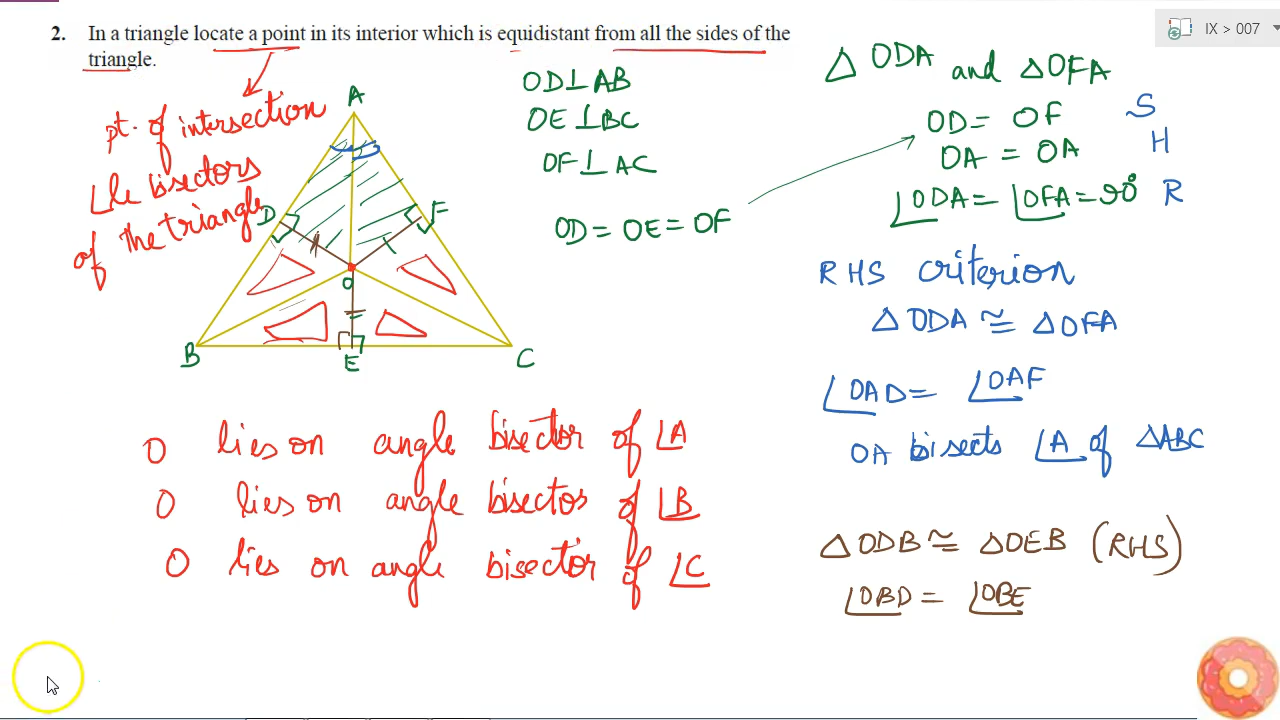 2. In a triangle locate a point in its interior which is equidistant from all the sides of the
triangle.
IX > 007
pt. of intersection
∠le bisectors
of the triangle
A
D
F
O
B
E
C
OD⊥AB
OE⊥BC
OF⊥AC
OD = OE = OF
△ ODA and △OFA
OD = OF S
OA = OA H
∠ODA = ∠OFA = 90° R
RHS criterion
△ ODA ≅ △OFA
∠OAD = ∠OAF
OA bisects ∠A of △ABC
△ODB ≅ △OEB (RHS)
∠OBD = ∠OBE
O lies on angle bisector of ∠A
O lies on angle bisector of ∠B
O lies on angle bisector of ∠C